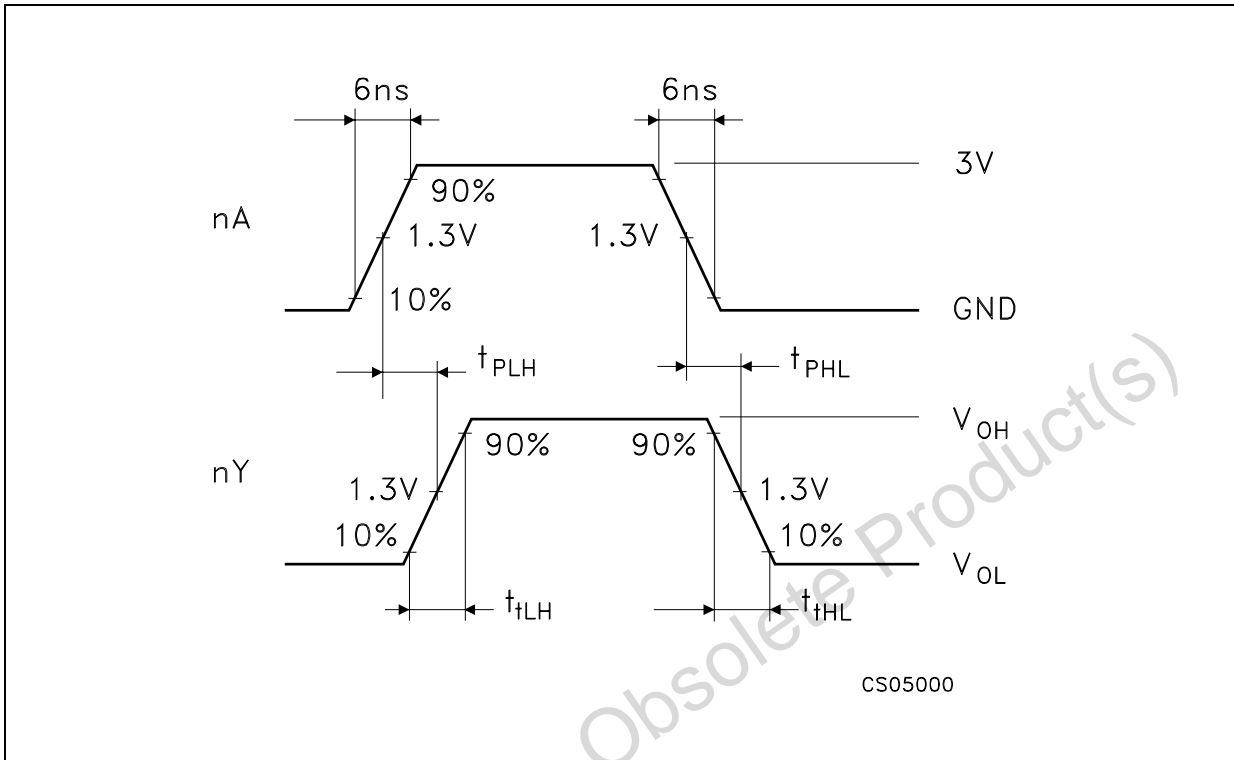 6ns 6ns
3V
90%
nA 1.3V 1.3V
10%
GND
tPLH tPHL
VOH
90% 90%
nY 1.3V 1.3V
10% 10%
VOL
ttLH ttHL
CS05000
Obsolete Product(s)